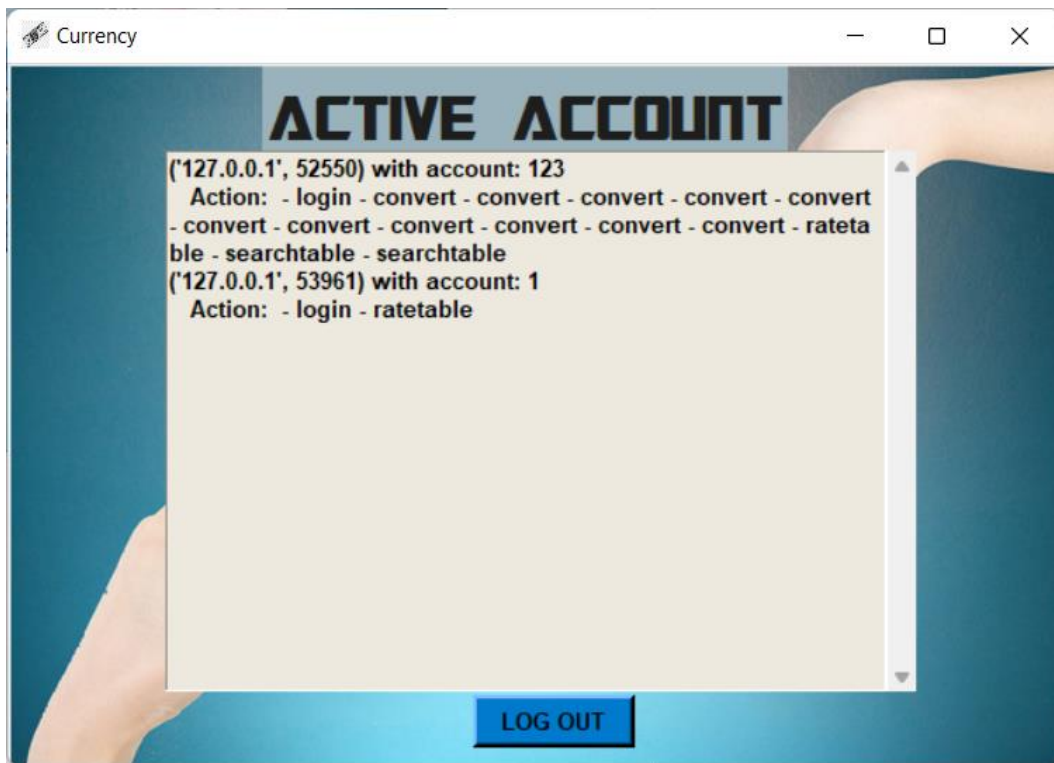 Currency
ACTIVE ACCOUNT
('127.0.0.1', 52550) with account: 123
Action:  - login - convert - convert - convert - convert - convert
- convert - convert - convert - convert - convert - convert - rateta
ble - searchtable - searchtable
('127.0.0.1', 53961) with account: 1
Action:  - login - ratetable
LOG OUT